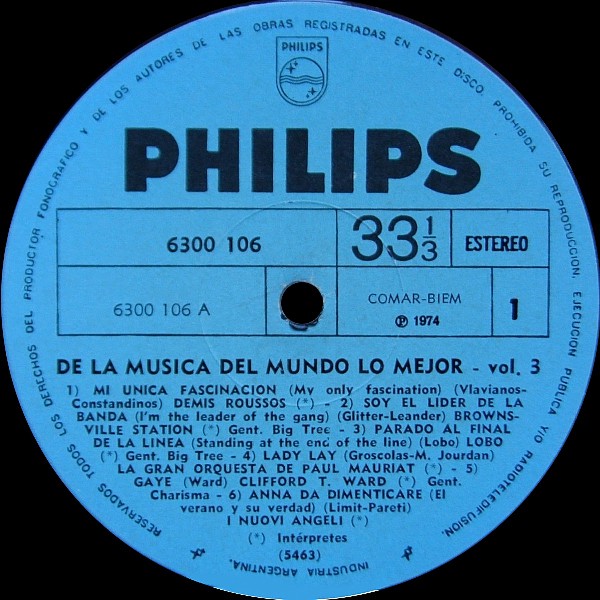 RESERVADOS TODOS LOS DERECHOS DEL PRODUCTOR FONOGRAFICO Y DE LOS AUTORES DE LAS OBRAS REGISTRADAS EN ESTE DISCO. PROHIBIDA SU REPRODUCCION, EJECUCION PUBLICA Y/O RADIOTELEDIFUSION.
PHILIPS
PHILIPS
6300 106
33 1/3
ESTEREO
6300 106 A
COMAR-BIEM
℗ 1974
1
DE LA MUSICA DEL MUNDO LO MEJOR - vol. 3
1) MI UNICA FASCINACION (My only fascination) (Vlavianos-
Constandinos) DEMIS ROUSSOS (*) - 2) SOY EL LIDER DE LA
BANDA (I'm the leader of the gang) (Glitter-Leander) BROWNS-
VILLE STATION (*) Gent. Big Tree - 3) PARADO AL FINAL
DE LA LINEA (Standing at the end of the line) (Lobo) LOBO
(*) Gent. Big Tree - 4) LADY LAY (Groscolas-M. Jourdan)
LA GRAN ORQUESTA DE PAUL MAURIAT (*) - 5)
GAYE (Ward) CLIFFORD T. WARD (*) Gent.
Charisma - 6) ANNA DA DIMENTICARE (El
verano y su verdad) (Limit-Pareti)
I NUOVI ANGELI (*)
(*) Intérpretes
(5463)
INDUSTRIA ARGENTINA.